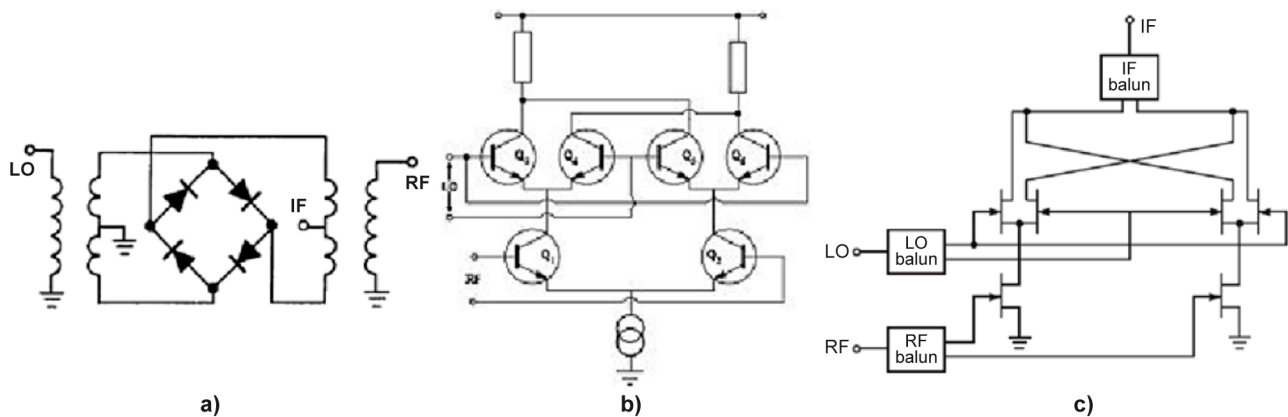 LO
RF
IF
a)
Q3
Q4
Q5
Q6
LO
Q1
Q2
RF
b)
IF
IF
balun
LO
LO
balun
RF
RF
balun
c)